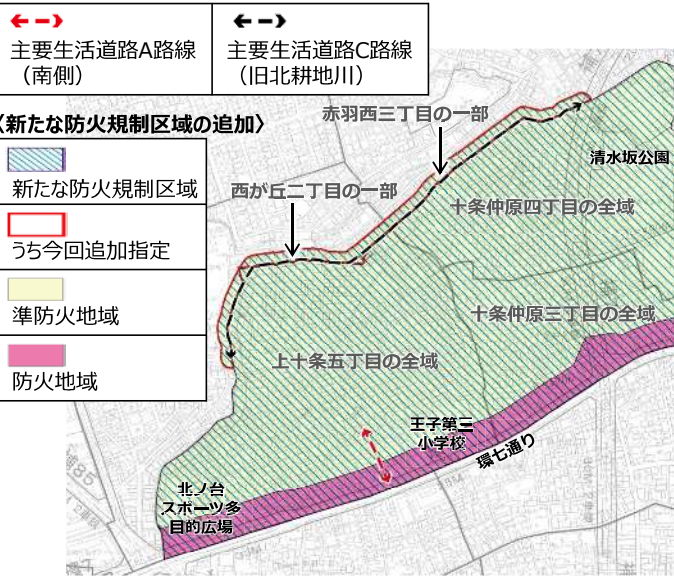 主要生活道路A路線
（南側）
主要生活道路C路線
（旧北耕地川）
〈新たな防火規制区域の追加〉
新たな防火規制区域
うち今回追加指定
準防火地域
防火地域
赤羽西三丁目の一部
清水坂公園
西が丘二丁目の一部
十条仲原四丁目の全域
十条仲原三丁目の全域
上十条五丁目の全域
王子第三
小学校
環七通り
北ノ台
スポーツ多
目的広場
補85